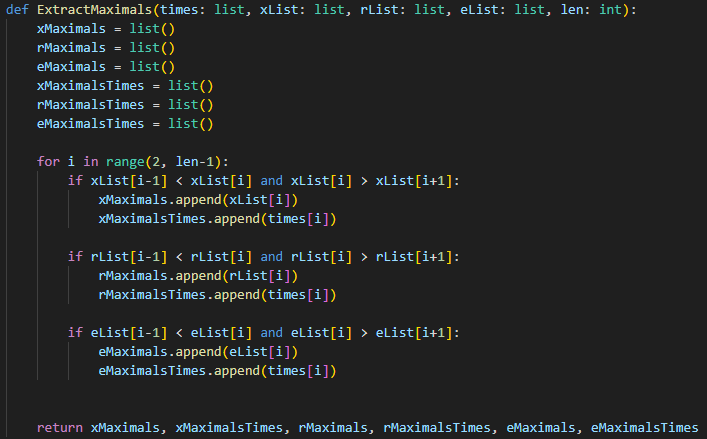 def ExtractMaximals(times: list, xList: list, rList: list, eList: list, len: int):
    xMaximals = list()
    rMaximals = list()
    eMaximals = list()
    xMaximalsTimes = list()
    rMaximalsTimes = list()
    eMaximalsTimes = list()

    for i in range(2, len-1):
        if xList[i-1] < xList[i] and xList[i] > xList[i+1]:
            xMaximals.append(xList[i])
            xMaximalsTimes.append(times[i])

        if rList[i-1] < rList[i] and rList[i] > rList[i+1]:
            rMaximals.append(rList[i])
            rMaximalsTimes.append(times[i])

        if eList[i-1] < eList[i] and eList[i] > eList[i+1]:
            eMaximals.append(eList[i])
            eMaximalsTimes.append(times[i])


    return xMaximals, xMaximalsTimes, rMaximals, rMaximalsTimes, eMaximals, eMaximalsTimes